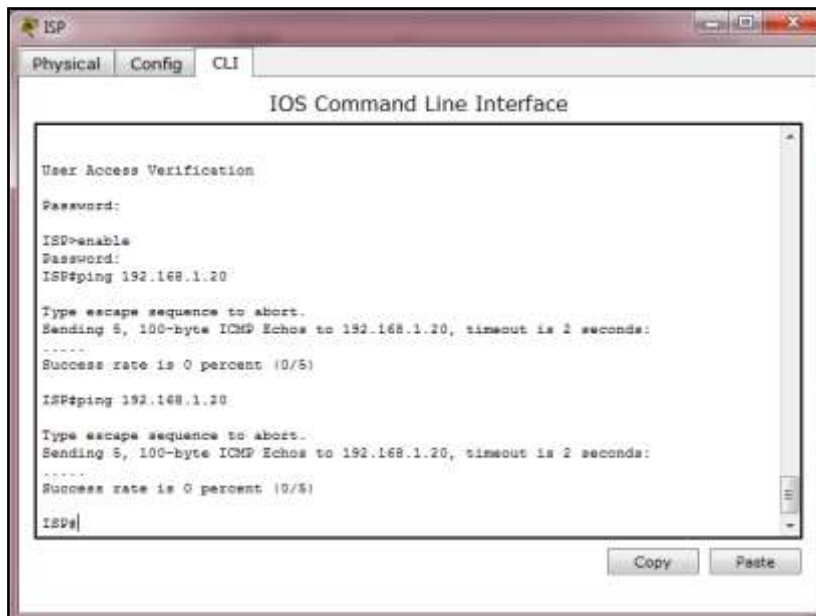 ISP
Physical Config CLI
IOS Command Line Interface
User Access Verification
Password:
ISP>enable
Password:
ISP#ping 192.168.1.20
Type escape sequence to abort.
Sending 5, 100-byte ICMP Echos to 192.168.1.20, timeout is 2 seconds:
.....
Success rate is 0 percent (0/5)
ISP#ping 192.168.1.20
Type escape sequence to abort.
Sending 5, 100-byte ICMP Echos to 192.168.1.20, timeout is 2 seconds:
.....
Success rate is 0 percent (0/5)
ISP#
Copy Paste